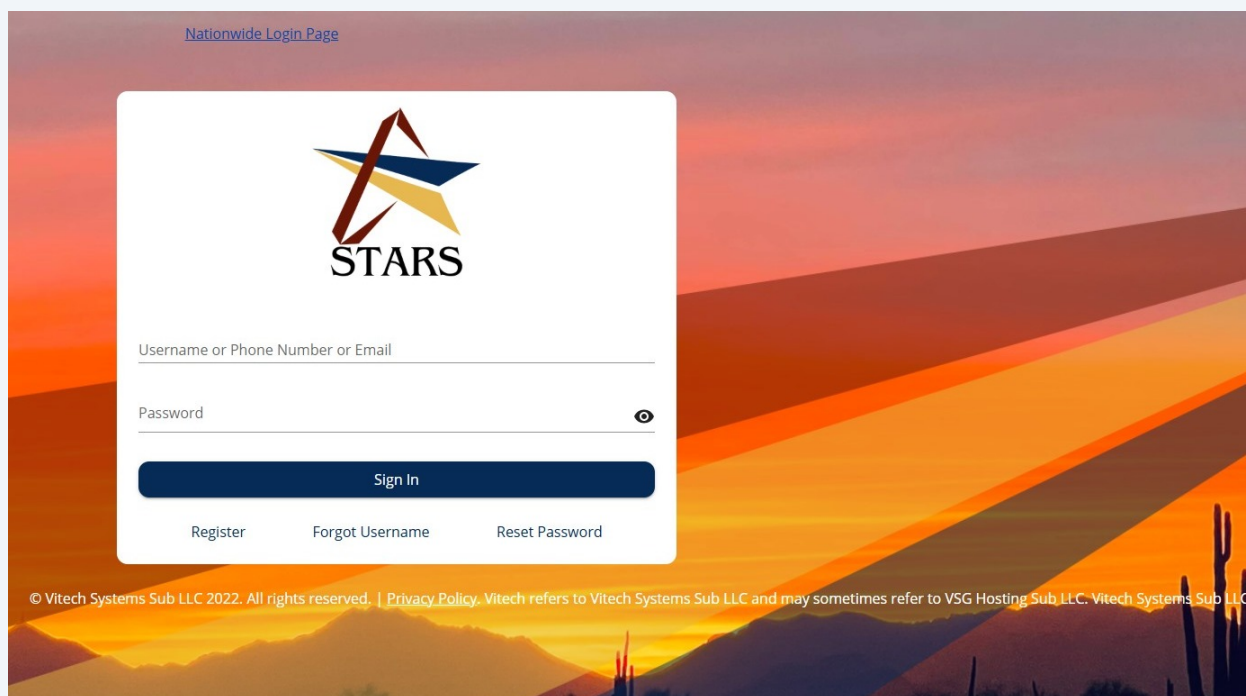 Nationwide Login Page
STARS
Username or Phone Number or Email
Password
Sign In
Register Forgot Username Reset Password
© Vitech Systems Sub LLC 2022. All rights reserved. | Privacy Policy. Vitech refers to Vitech Systems Sub LLC and may sometimes refer to VSG Hosting Sub LLC. Vitech Systems Sub LLC